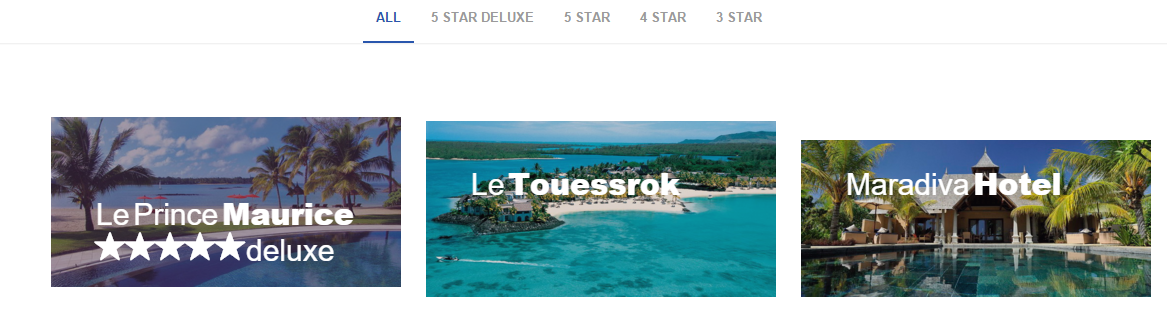 ALL 5 STAR DELUXE 5 STAR 4 STAR 3 STAR
Le Prince Maurice
★★★★★deluxe
Le Touessrok
Maradiva Hotel